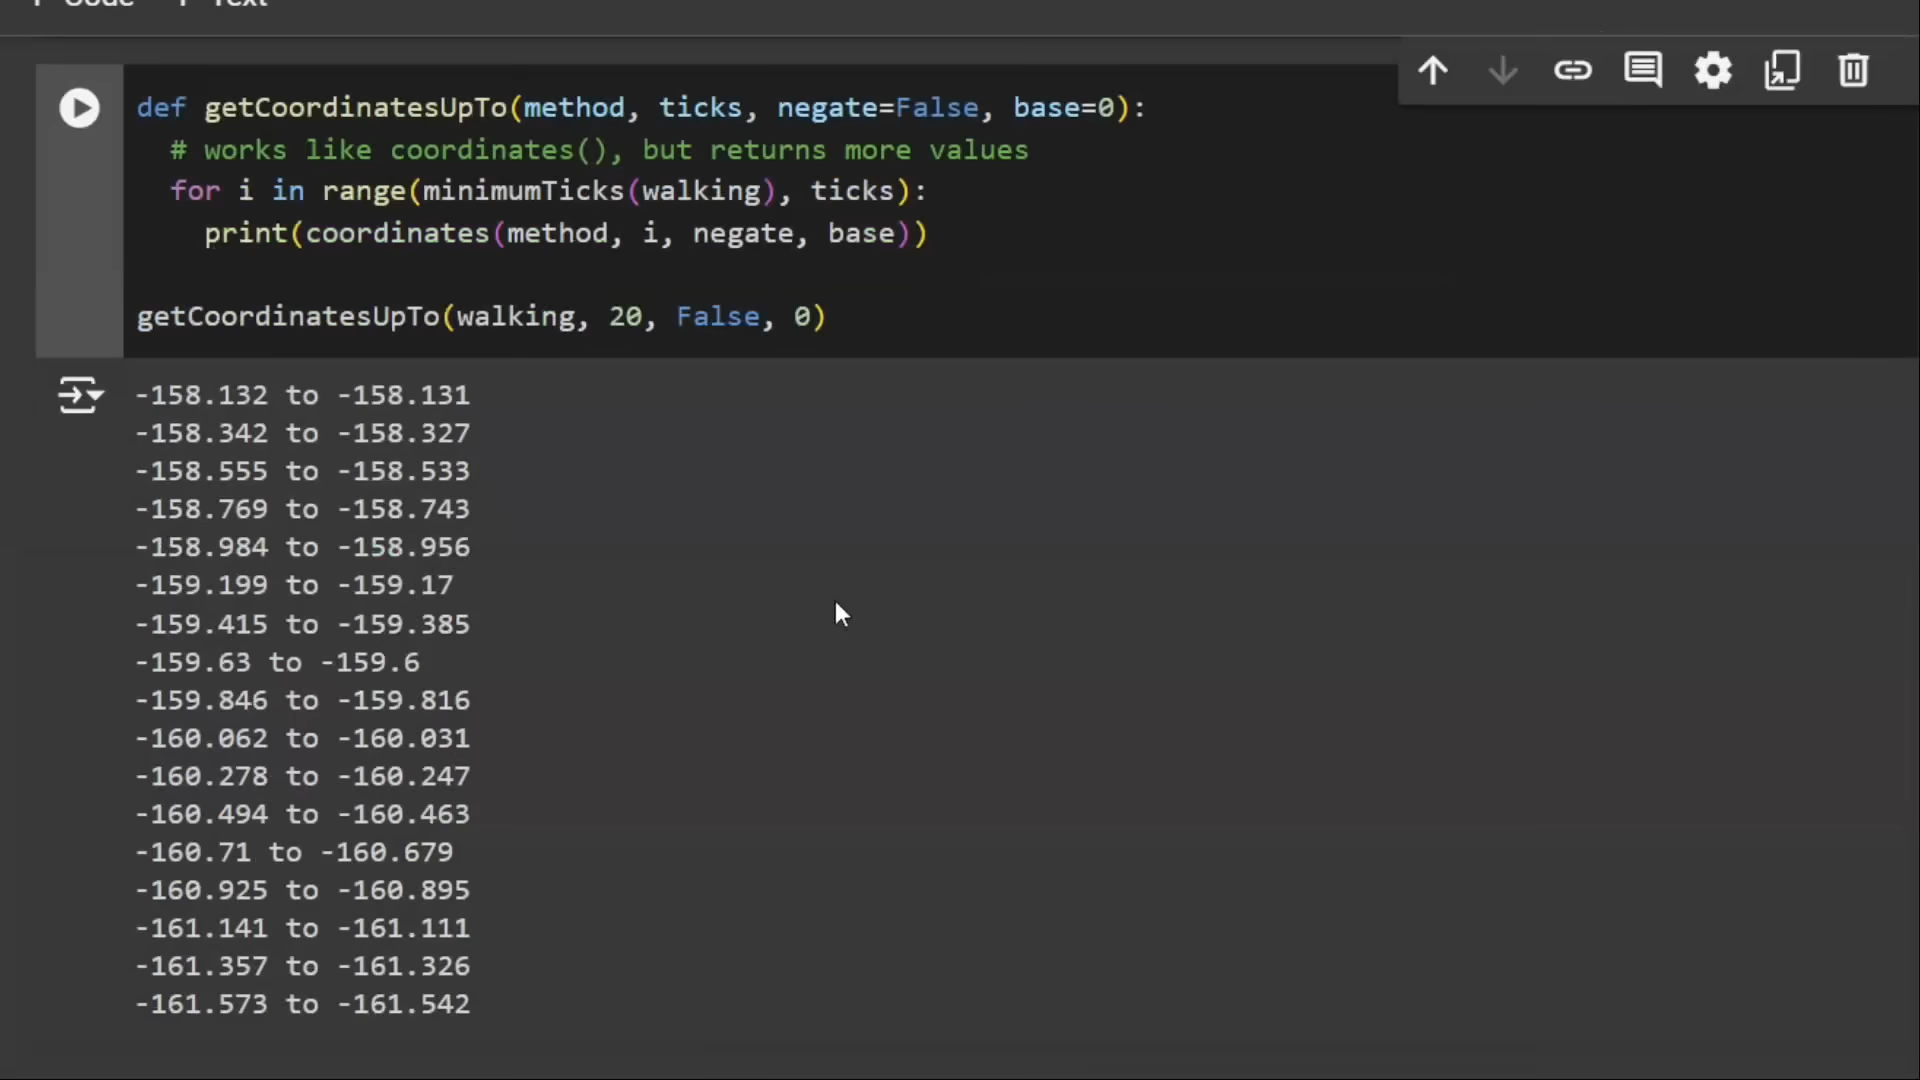 + Code + Text
def getCoordinatesUpTo(method, ticks, negate=False, base=0):
# works like coordinates(), but returns more values
for i in range(minimumTicks(walking), ticks):
print(coordinates(method, i, negate, base))
getCoordinatesUpTo(walking, 20, False, 0)
-158.132 to -158.131
-158.342 to -158.327
-158.555 to -158.533
-158.769 to -158.743
-158.984 to -158.956
-159.199 to -159.17
-159.415 to -159.385
-159.63 to -159.6
-159.846 to -159.816
-160.062 to -160.031
-160.278 to -160.247
-160.494 to -160.463
-160.71 to -160.679
-160.925 to -160.895
-161.141 to -161.111
-161.357 to -161.326
-161.573 to -161.542